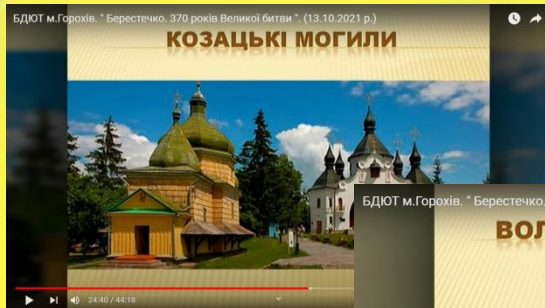 БДЮТ м.Горохів. " Берестечко. 370 років Великої битви ". (13.10.2021 р.)
КОЗАЦЬКІ МОГИЛИ
24:40 / 44:18
БДЮТ м.Горохів. " Берестечко.
ВОЛ